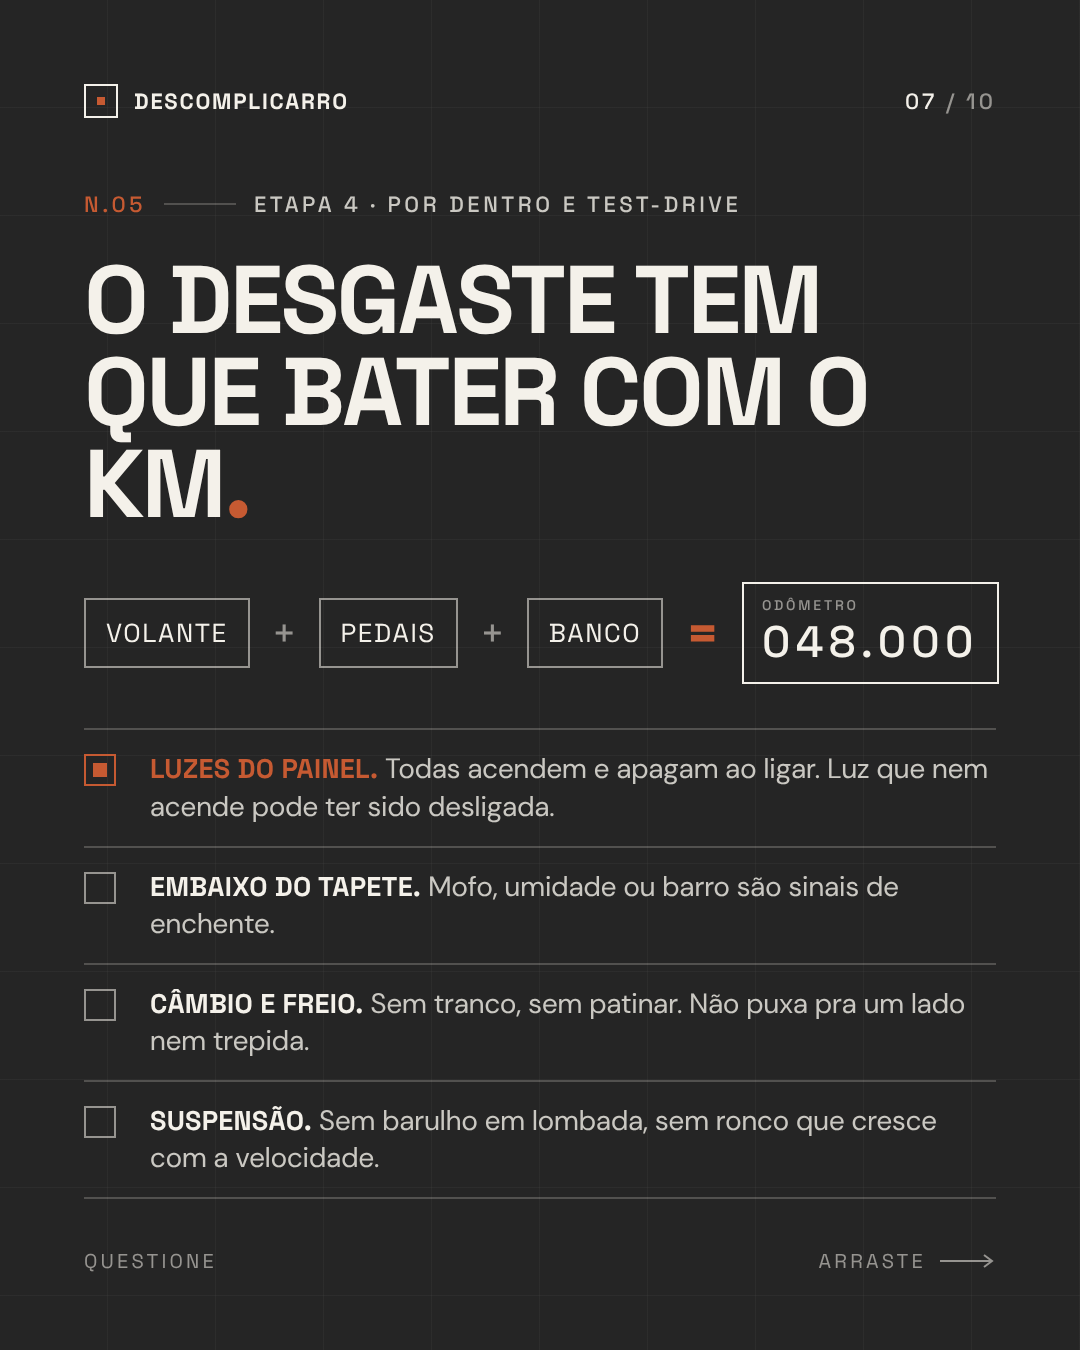 DESCOMPLICARRO
07 / 10
N.05 ETAPA 4 · POR DENTRO E TEST-DRIVE
O DESGASTE TEM
QUE BATER COM O
KM.
VOLANTE + PEDAIS + BANCO = ODÔMETRO
048.000
LUZES DO PAINEL. Todas acendem e apagam ao ligar. Luz que nem
acende pode ter sido desligada.
EMBAIXO DO TAPETE. Mofo, umidade ou barro são sinais de
enchente.
CÂMBIO E FREIO. Sem tranco, sem patinar. Não puxa pra um lado
nem trepida.
SUSPENSÃO. Sem barulho em lombada, sem ronco que cresce
com a velocidade.
QUESTIONE
ARRASTE